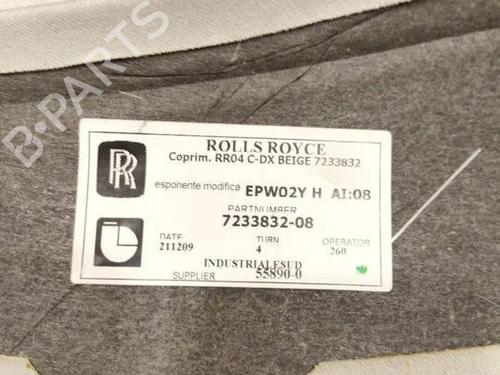 B-PARTS
ROLLS ROYCE
Coprim. RR04 C-DX BEIGE 7233832
esponente modifica EPW02Y H AI:08
PARTNUMBER
7233832-08
DATE TURN OPERATOR
211209 4 260
INDUSTRIALESUD
SUPPLIER 55890-0
RR